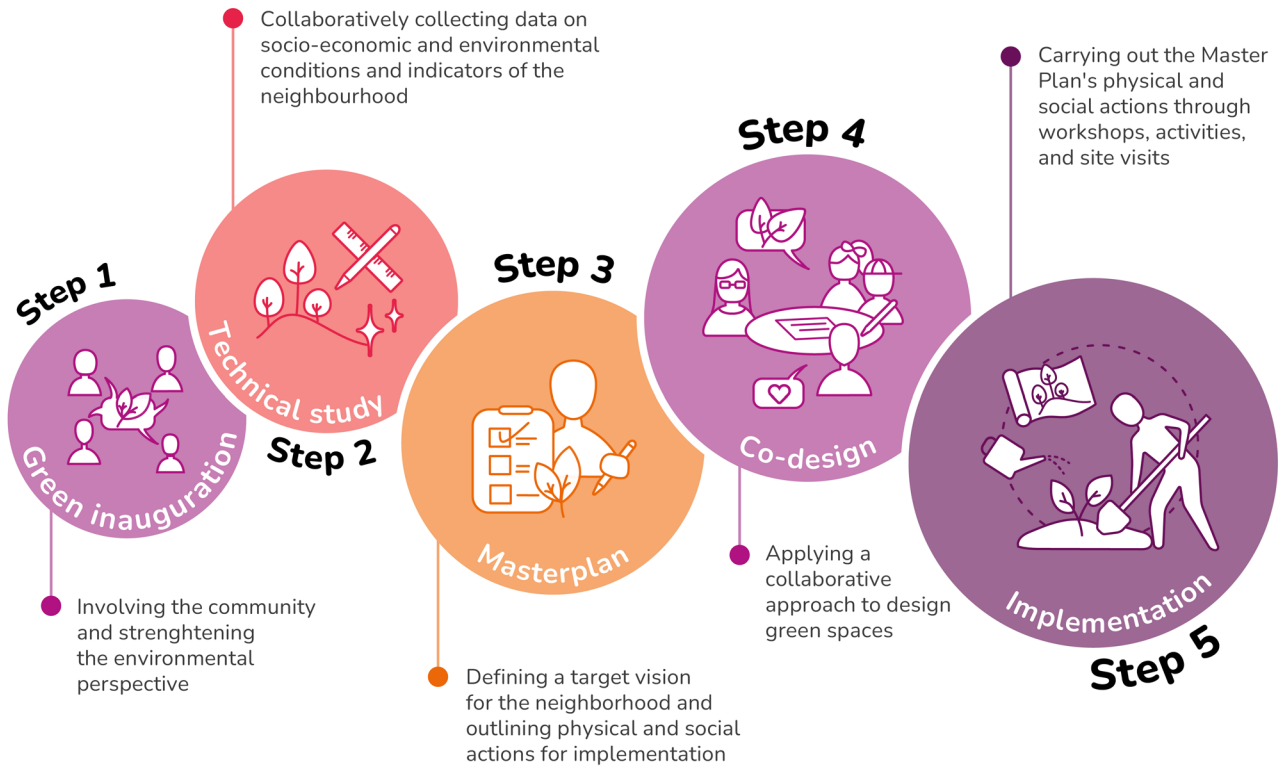 Step 1
Green inauguration
Involving the community
and strenghtening
the environmental
perspective
Collaboratively collecting data on
socio-economic and environmental
conditions and indicators of the
neighbourhood
Technical study
Step 2
Step 3
Masterplan
Defining a target vision
for the neighborhood and
outlining physical and social
actions for implementation
Step 4
Co-design
Applying a
collaborative
approach to design
green spaces
Carrying out the Master
Plan's physical and
social actions through
workshops, activities,
and site visits
Implementation
Step 5